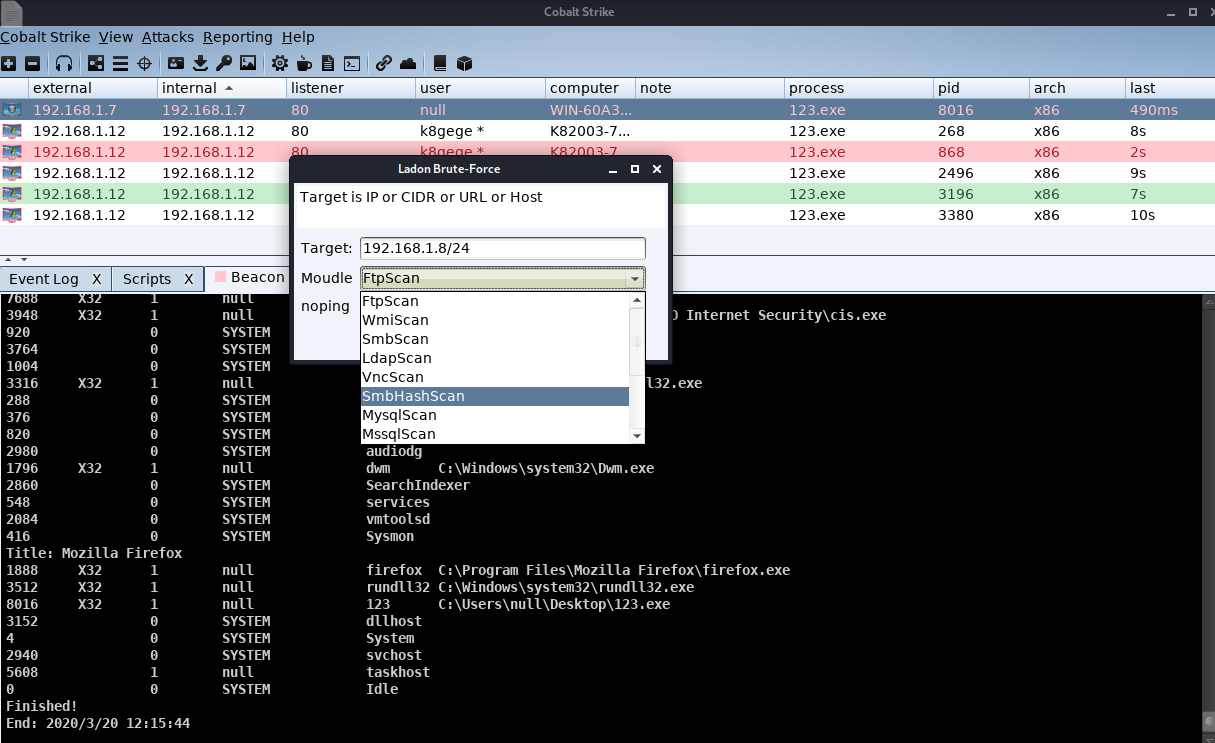 Cobalt Strike
Cobalt Strike View Attacks Reporting Help
external internal listener user computer note process pid arch last
192.168.1.7 192.168.1.7 80 null WIN-60A3... 123.exe 8016 x86 490ms
192.168.1.12 192.168.1.12 80 k8gege * K82003-7... 123.exe 268 x86 8s
192.168.1.12 192.168.1.12 80 k8gege * K82003-7 123.exe 868 x86 2s
192.168.1.12 192.168.1.12 123.exe 2496 x86 9s
192.168.1.12 192.168.1.12 123.exe 3196 x86 7s
192.168.1.12 192.168.1.12 123.exe 3380 x86 10s
Ladon Brute-Force
Target is IP or CIDR or URL or Host
Target: 192.168.1.8/24
Moudle FtpScan
noping
FtpScan
WmiScan
SmbScan
LdapScan
VncScan
SmbHashScan
MysqlScan
MssqlScan
Event Log X Scripts X Beacon
7688 X32 1 null
3948 X32 1 null O Internet Security\cis.exe
920 0 SYSTEM
3764 0 SYSTEM
1004 0 SYSTEM
3316 X32 1 null l32.exe
288 0 SYSTEM
376 0 SYSTEM
820 0 SYSTEM
2980 0 SYSTEM audiodg
1796 X32 1 null dwm C:\Windows\system32\Dwm.exe
2860 0 SYSTEM SearchIndexer
548 0 SYSTEM services
2084 0 SYSTEM vmtoolsd
416 0 SYSTEM Sysmon
Title: Mozilla Firefox
1888 X32 1 null firefox C:\Program Files\Mozilla Firefox\firefox.exe
3512 X32 1 null rundll32 C:\Windows\system32\rundll32.exe
8016 X32 1 null 123 C:\Users\null\Desktop\123.exe
3152 0 SYSTEM dllhost
4 0 SYSTEM System
2940 0 SYSTEM svchost
5608 1 null taskhost
0 0 SYSTEM Idle
Finished!
End: 2020/3/20 12:15:44